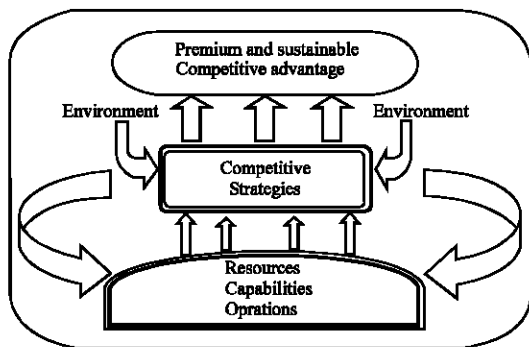 Premium and sustainable
Competitive advantage
Environment
Environment
Competitive
Strategies
Resources
Capabilities
Oprations